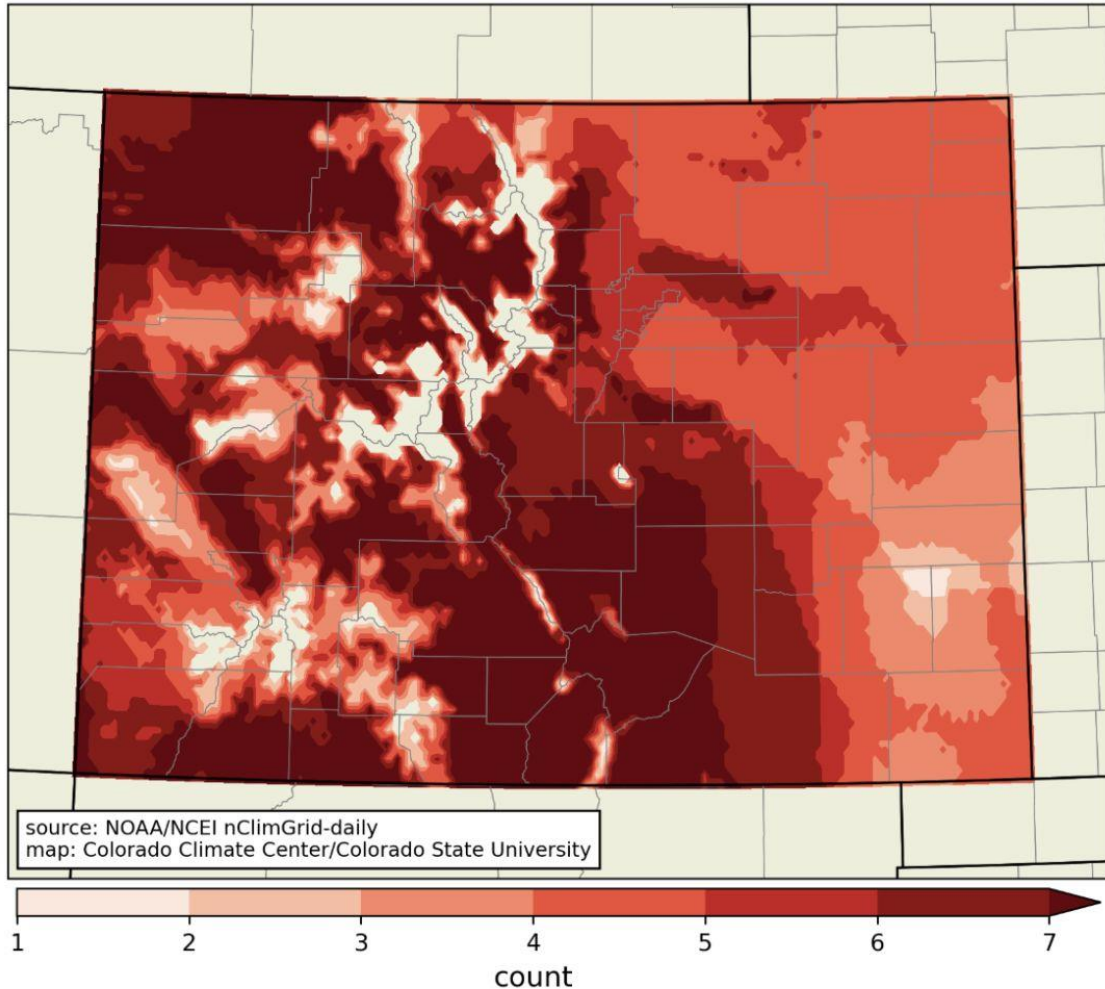 source: NOAA/NCEI nClimGrid-daily
map: Colorado Climate Center/Colorado State University
1 2 3 4 5 6 7
count